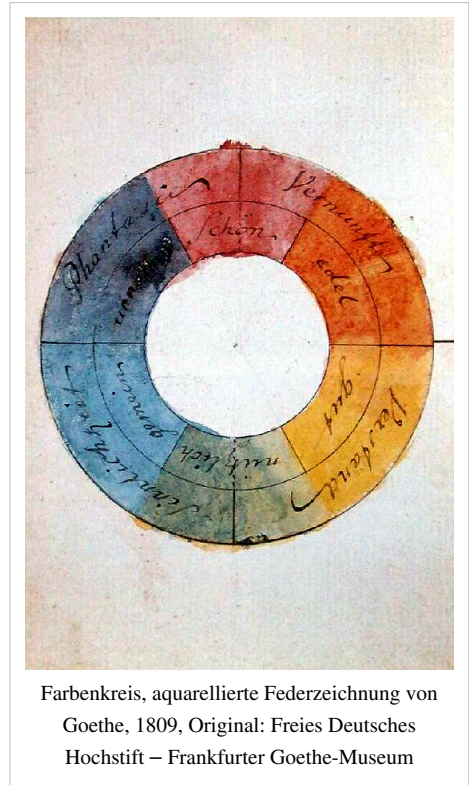 Phantasie
Vernunft
schön
edel
unnöthig
gut
gemein
nützlich
Verstand
Sinnlichkeit
Farbenkreis, aquarellierte Federzeichnung von
Goethe, 1809, Original: Freies Deutsches
Hochstift – Frankfurter Goethe-Museum